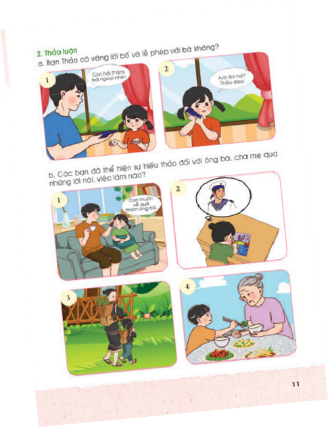 2. Thảo luận
a. Bạn Thảo có vâng lời bố và lễ phép với bà không?
1
Con hỏi thăm
bà ngoại nhé!
2
Alô! Bà hả?
Thảo đây!
b. Các bạn đã thể hiện sự hiếu thảo đối với ông bà, cha mẹ qua
những lời nói, việc làm nào?
1
Con muốn
về quê
thăm ông bà.
2
3
4
11